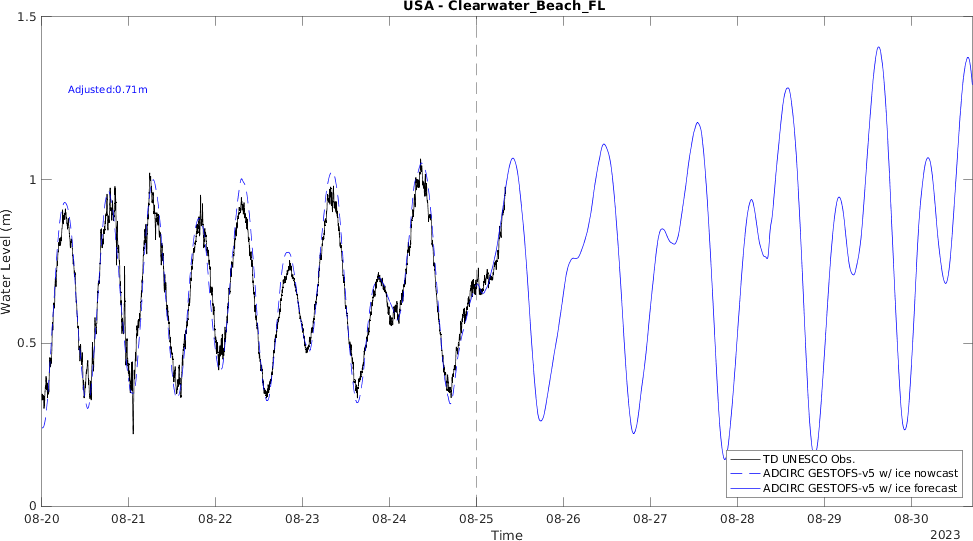 USA - Clearwater_Beach_FL
1.5
Adjusted:0.71m
1
Water Level (m)
0.5
TD UNESCO Obs.
ADCIRC GESTOFS-v5 w/ ice nowcast
ADCIRC GESTOFS-v5 w/ ice forecast
0
08-20 08-21 08-22 08-23 08-24 08-25 08-26 08-27 08-28 08-29 08-30
Time
2023